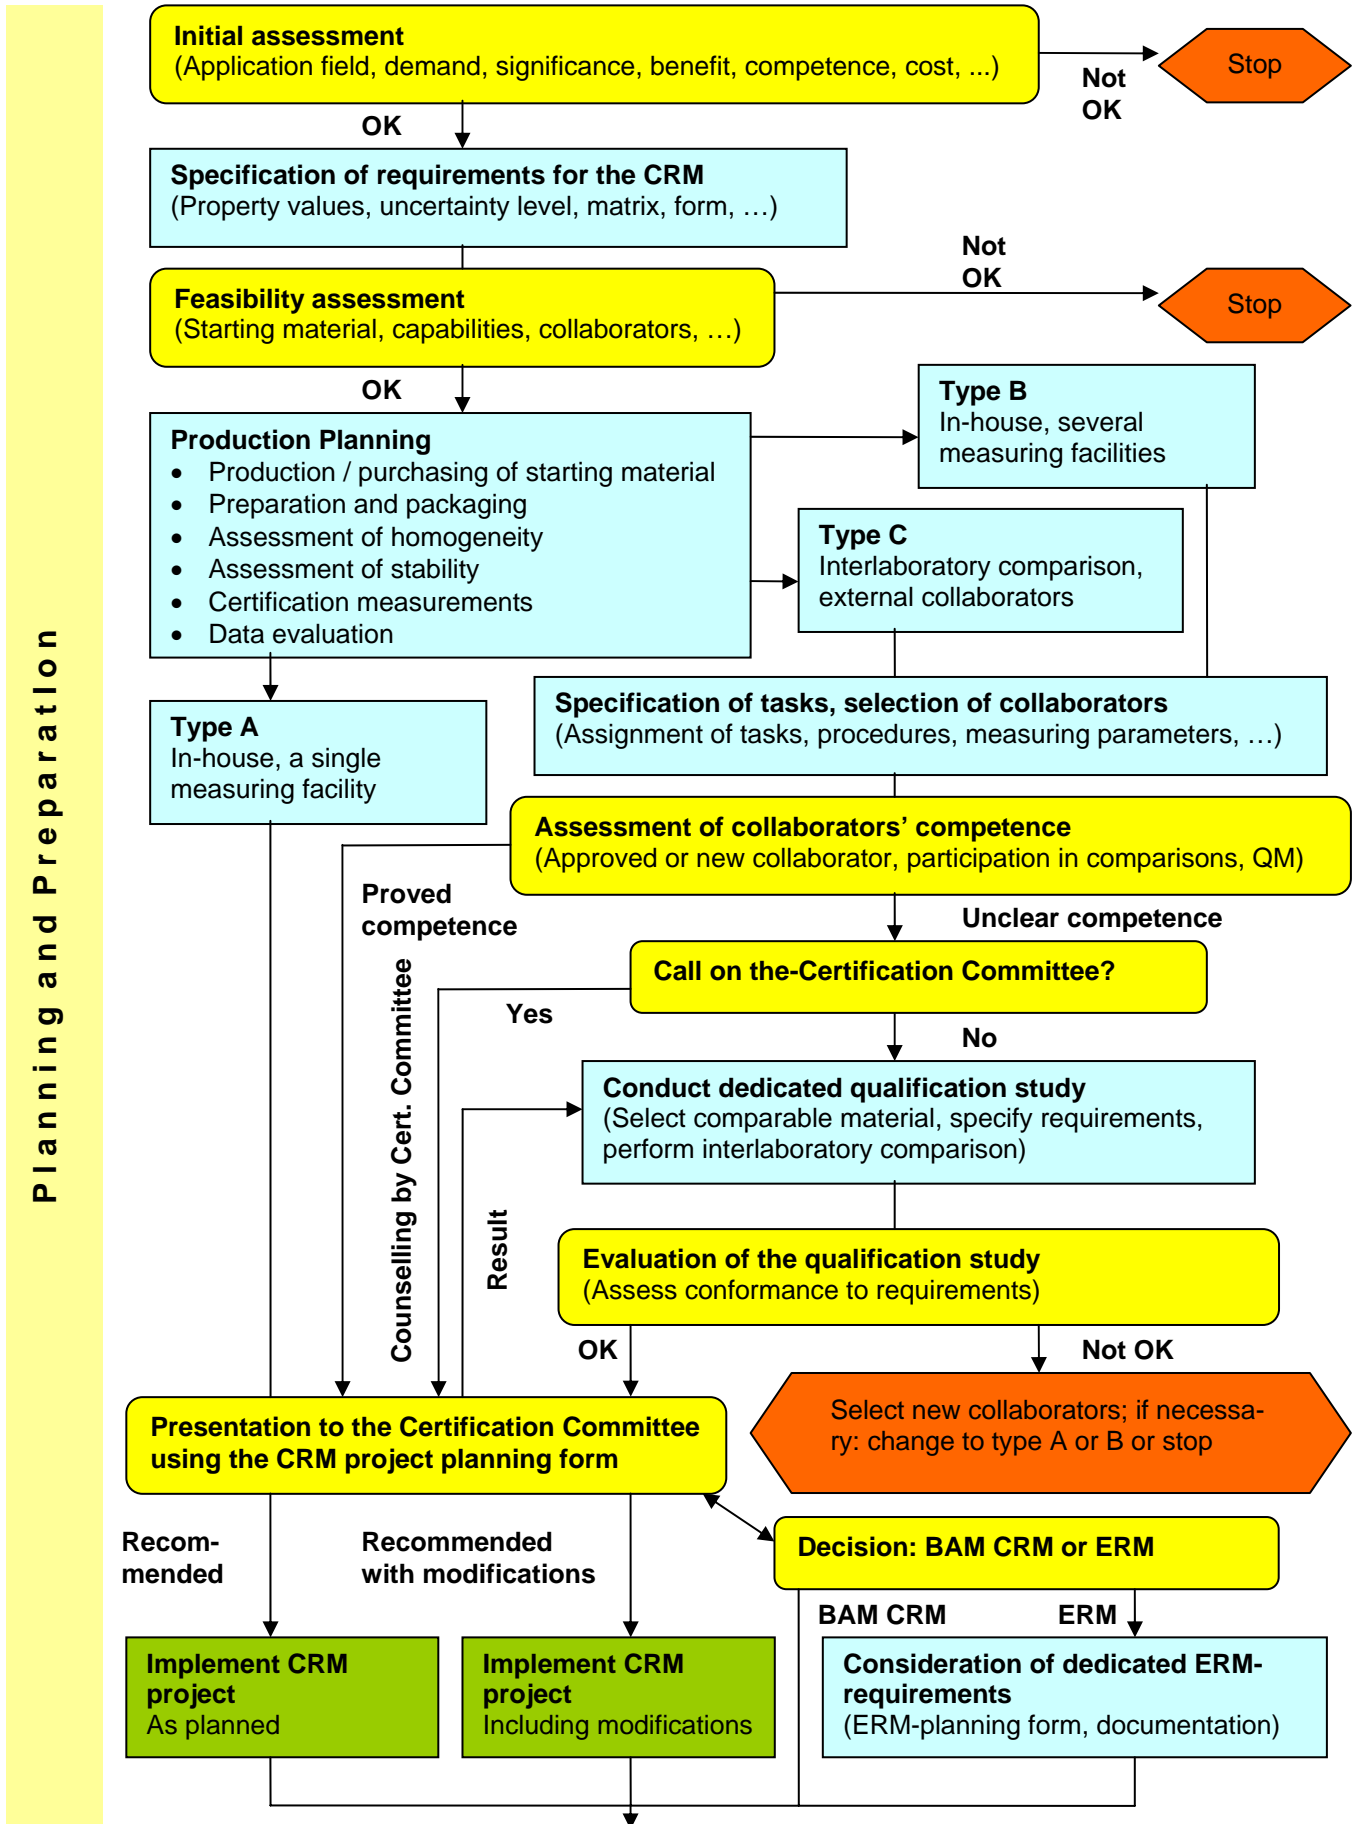 Planning and Preparation
Initial assessment
(Application field, demand, significance, benefit, competence, cost, ...)
Stop
Not
OK
OK
Specification of requirements for the CRM
(Property values, uncertainty level, matrix, form, …)
Not
OK
Feasibility assessment
(Starting material, capabilities, collaborators, …)
Stop
OK
Production Planning
• Production / purchasing of starting material
• Preparation and packaging
• Assessment of homogeneity
• Assessment of stability
• Certification measurements
• Data evaluation
Type B
In-house, several
measuring facilities
Type C
Interlaboratory comparison,
external collaborators
Type A
In-house, a single
measuring facility
Specification of tasks, selection of collaborators
(Assignment of tasks, procedures, measuring parameters, …)
Assessment of collaborators’ competence
(Approved or new collaborator, participation in comparisons, QM)
Proved
competence
Unclear competence
Call on the-Certification Committee?
Yes
No
Counselling by Cert. Committee
Conduct dedicated qualification study
(Select comparable material, specify requirements,
perform interlaboratory comparison)
Result
Evaluation of the qualification study
(Assess conformance to requirements)
OK
Not OK
Presentation to the Certification Committee
using the CRM project planning form
Select new collaborators; if necessa-
ry: change to type A or B or stop
Recom-
mended
Recommended
with modifications
Decision: BAM CRM or ERM
BAM CRM
ERM
Implement CRM
project
As planned
Implement CRM
project
Including modifications
Consideration of dedicated ERM-
requirements
(ERM-planning form, documentation)